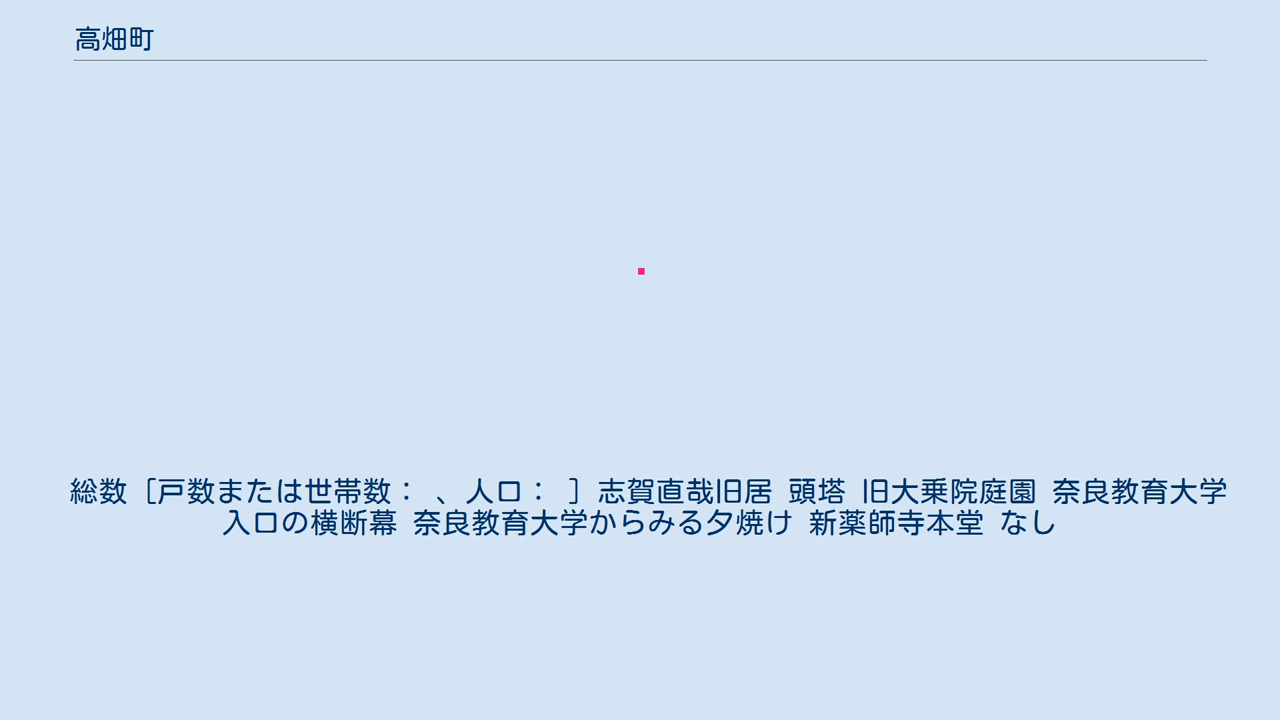 高畑町
総数［戸数または世帯数： 、人口： ］志賀直哉旧居 頭塔 旧大乗院庭園 奈良教育大学
入口の横断幕 奈良教育大学からみる夕焼け 新薬師寺本堂 なし